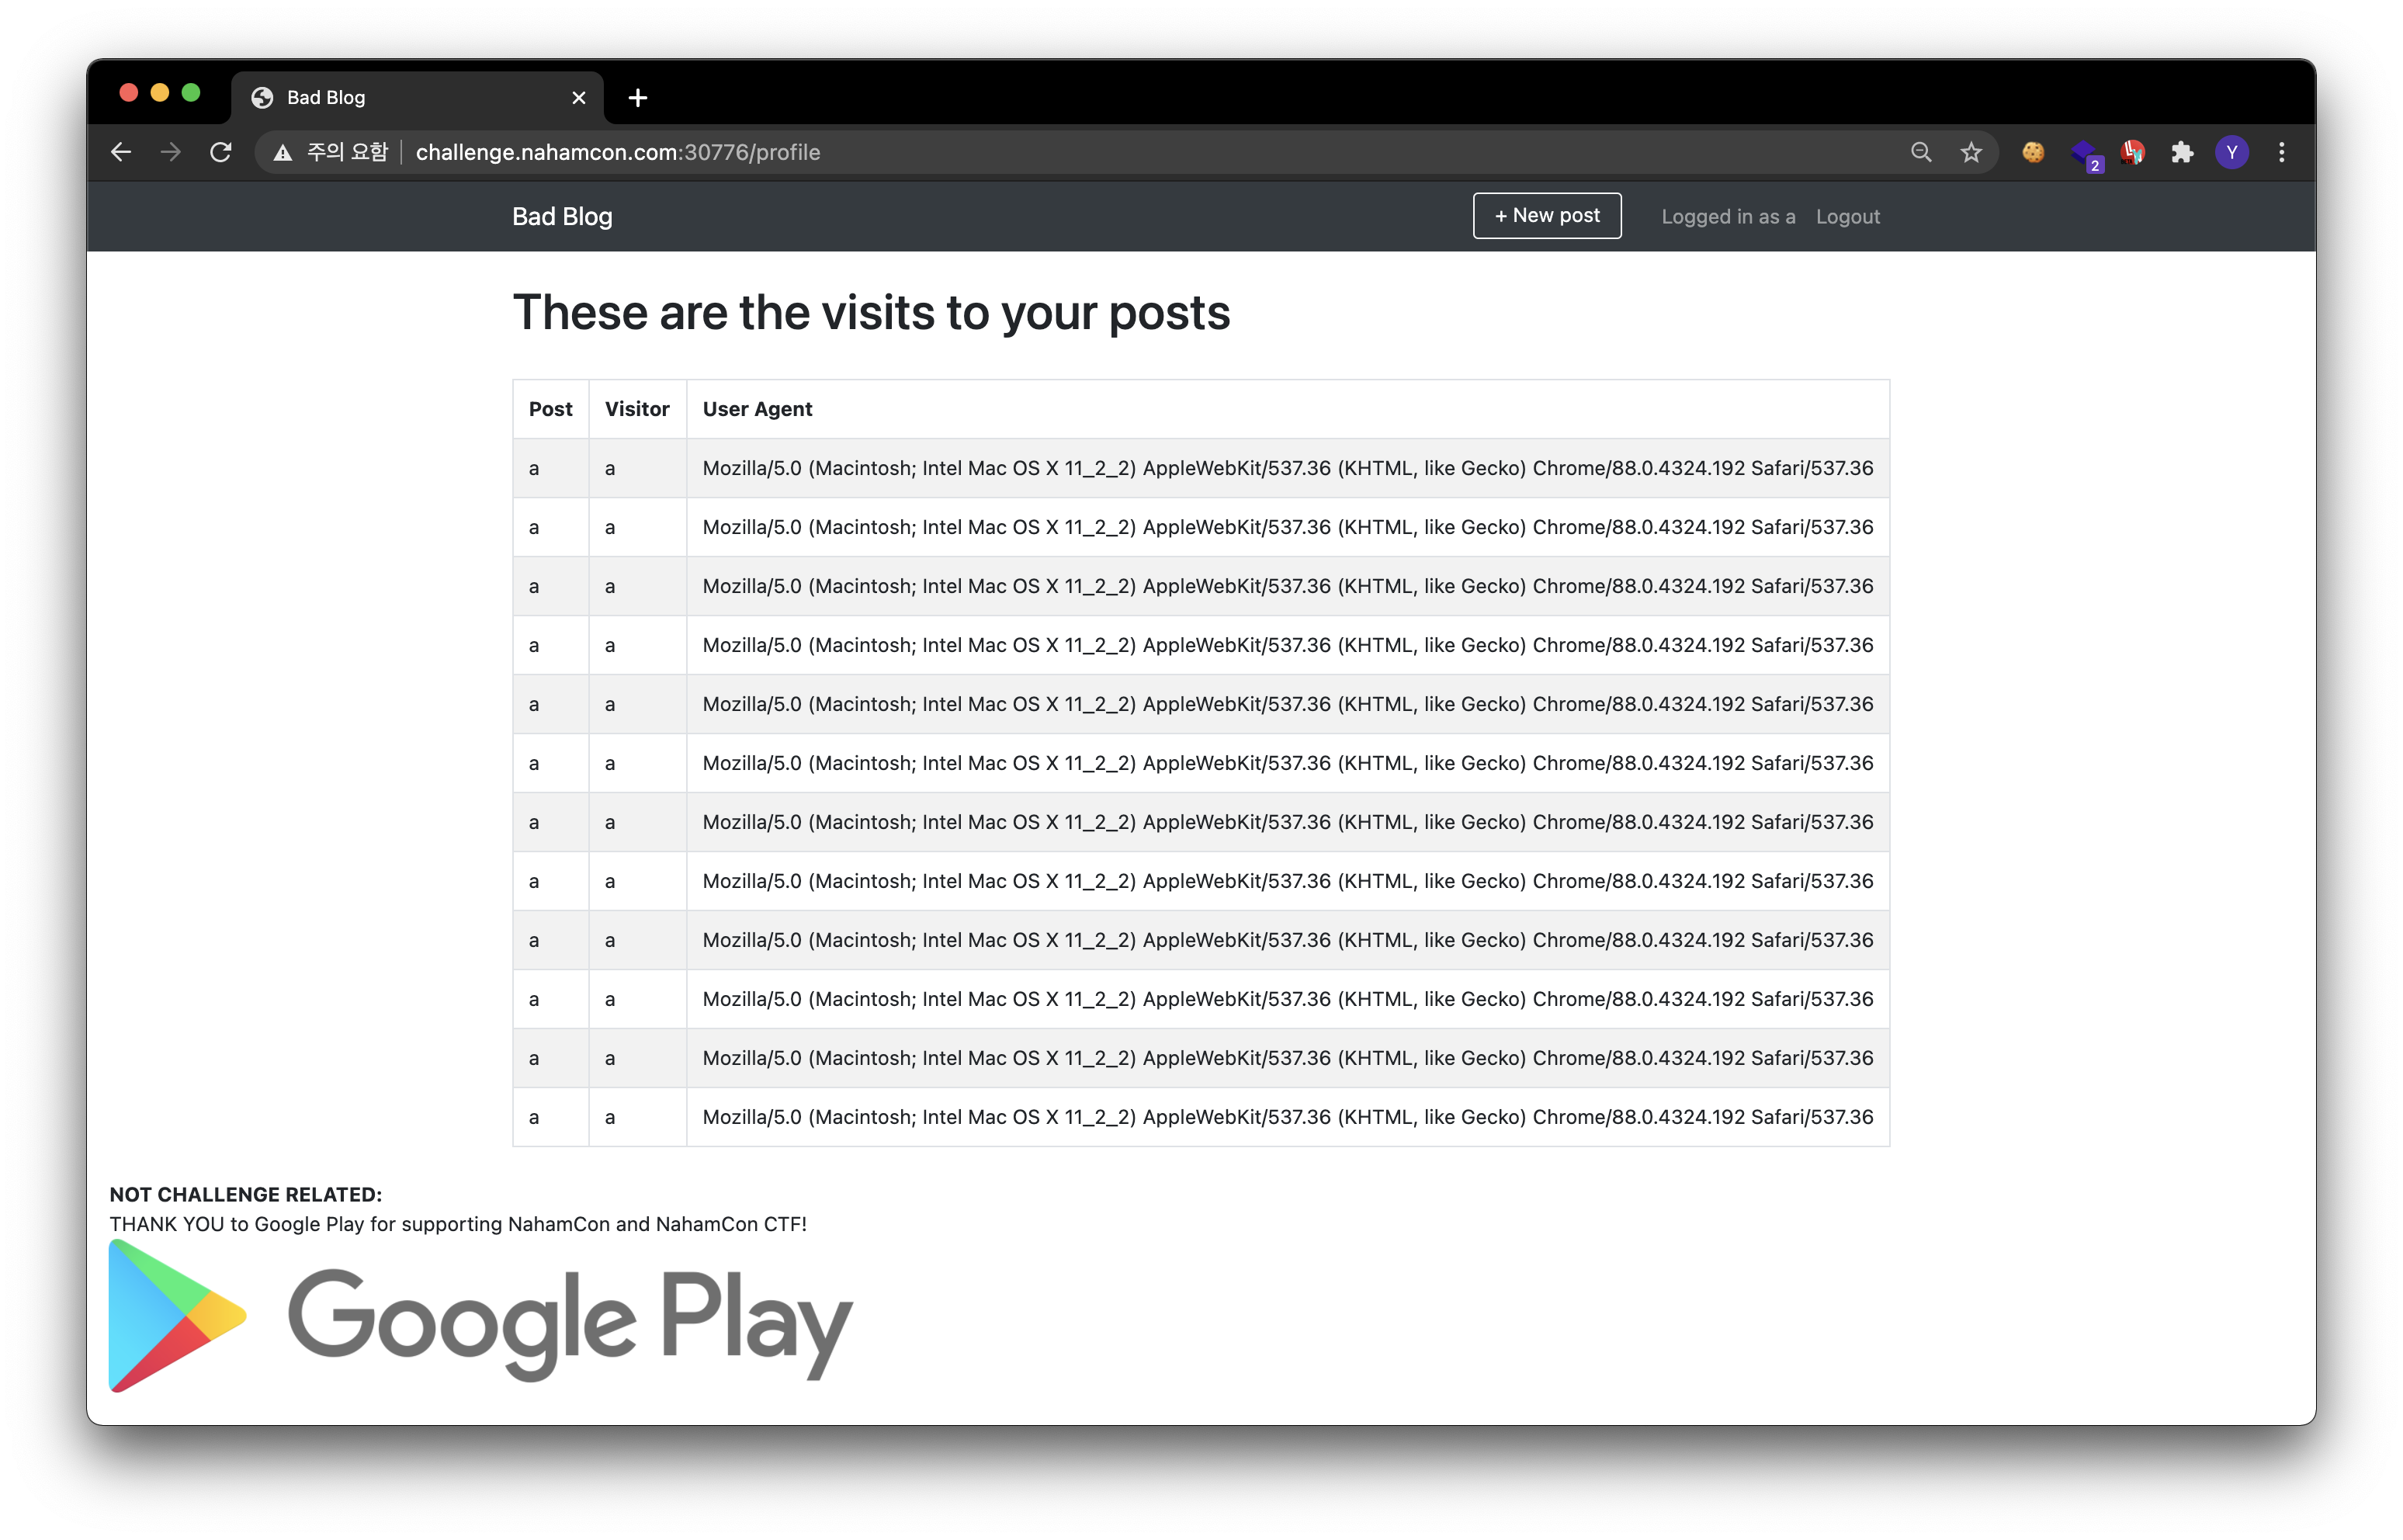 Bad Blog
주의 요함 challenge.nahamcon.com:30776/profile
2
Y
Bad Blog + New post Logged in as a Logout
These are the visits to your posts
Post Visitor User Agent
a a Mozilla/5.0 (Macintosh; Intel Mac OS X 11_2_2) AppleWebKit/537.36 (KHTML, like Gecko) Chrome/88.0.4324.192 Safari/537.36
a a Mozilla/5.0 (Macintosh; Intel Mac OS X 11_2_2) AppleWebKit/537.36 (KHTML, like Gecko) Chrome/88.0.4324.192 Safari/537.36
a a Mozilla/5.0 (Macintosh; Intel Mac OS X 11_2_2) AppleWebKit/537.36 (KHTML, like Gecko) Chrome/88.0.4324.192 Safari/537.36
a a Mozilla/5.0 (Macintosh; Intel Mac OS X 11_2_2) AppleWebKit/537.36 (KHTML, like Gecko) Chrome/88.0.4324.192 Safari/537.36
a a Mozilla/5.0 (Macintosh; Intel Mac OS X 11_2_2) AppleWebKit/537.36 (KHTML, like Gecko) Chrome/88.0.4324.192 Safari/537.36
a a Mozilla/5.0 (Macintosh; Intel Mac OS X 11_2_2) AppleWebKit/537.36 (KHTML, like Gecko) Chrome/88.0.4324.192 Safari/537.36
a a Mozilla/5.0 (Macintosh; Intel Mac OS X 11_2_2) AppleWebKit/537.36 (KHTML, like Gecko) Chrome/88.0.4324.192 Safari/537.36
a a Mozilla/5.0 (Macintosh; Intel Mac OS X 11_2_2) AppleWebKit/537.36 (KHTML, like Gecko) Chrome/88.0.4324.192 Safari/537.36
a a Mozilla/5.0 (Macintosh; Intel Mac OS X 11_2_2) AppleWebKit/537.36 (KHTML, like Gecko) Chrome/88.0.4324.192 Safari/537.36
a a Mozilla/5.0 (Macintosh; Intel Mac OS X 11_2_2) AppleWebKit/537.36 (KHTML, like Gecko) Chrome/88.0.4324.192 Safari/537.36
a a Mozilla/5.0 (Macintosh; Intel Mac OS X 11_2_2) AppleWebKit/537.36 (KHTML, like Gecko) Chrome/88.0.4324.192 Safari/537.36
a a Mozilla/5.0 (Macintosh; Intel Mac OS X 11_2_2) AppleWebKit/537.36 (KHTML, like Gecko) Chrome/88.0.4324.192 Safari/537.36
NOT CHALLENGE RELATED:
THANK YOU to Google Play for supporting NahamCon and NahamCon CTF!
Google Play